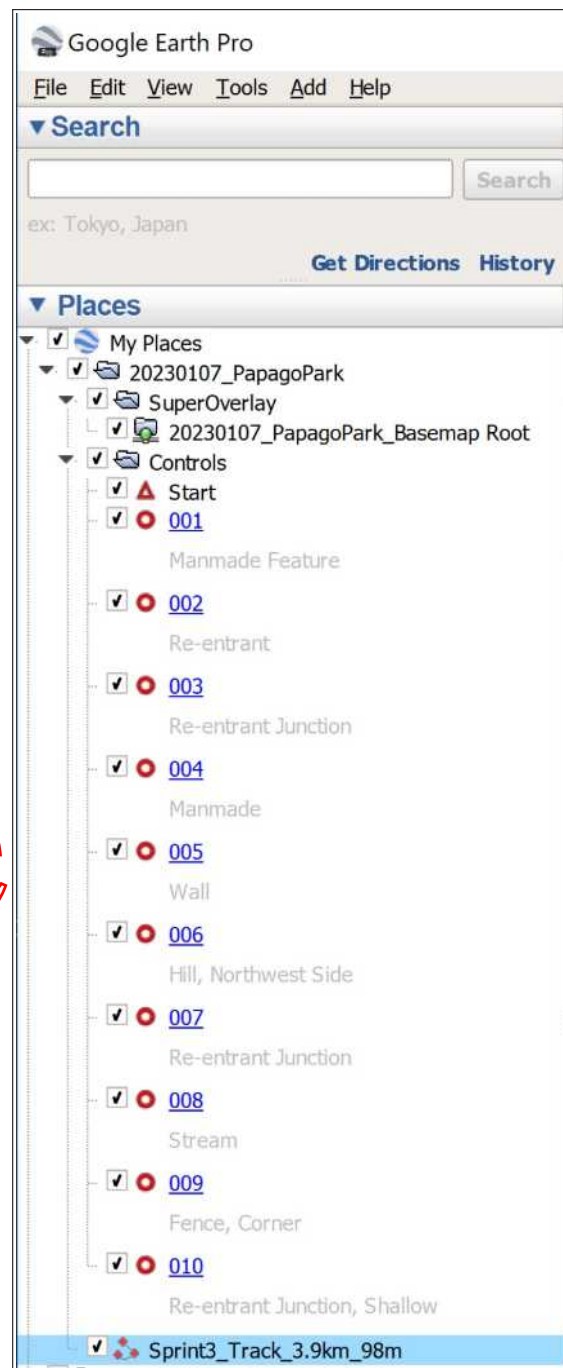 Google Earth Pro
File Edit View Tools Add Help
Search
Search
ex: Tokyo, Japan
Get Directions History
Places
My Places
20230107_PapagoPark
SuperOverlay
20230107_PapagoPark_Basemap Root
Controls
Start
001
Manmade Feature
002
Re-entrant
003
Re-entrant Junction
004
Manmade
005
Wall
006
Hill, Northwest Side
007
Re-entrant Junction
008
Stream
009
Fence, Corner
010
Re-entrant Junction, Shallow
Sprint3_Track_3.9km_98m